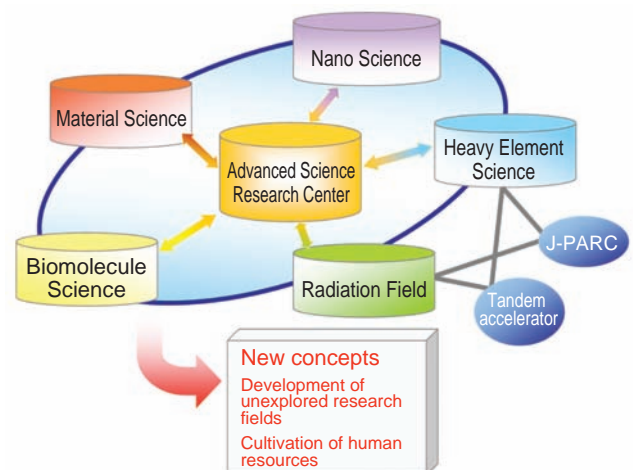 Nano Science
Material Science
Advanced Science
Research Center
Heavy Element
Science
J-PARC
Biomolecule
Science
Radiation Field
Tandem
accelerator
New concepts
Development of
unexplored research
fields
Cultivation of human
resources